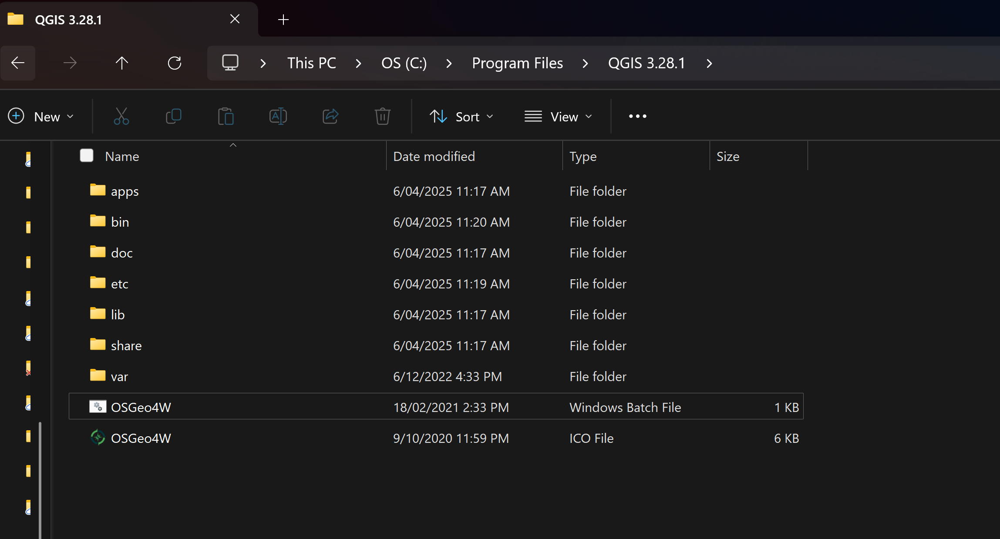 QGIS 3.28.1
This PC OS (C:) Program Files QGIS 3.28.1
New Sort View
Name Date modified Type Size
apps 6/04/2025 11:17 AM File folder
bin 6/04/2025 11:20 AM File folder
doc 6/04/2025 11:17 AM File folder
etc 6/04/2025 11:19 AM File folder
lib 6/04/2025 11:17 AM File folder
share 6/04/2025 11:17 AM File folder
var 6/12/2022 4:33 PM File folder
OSGeo4W 18/02/2021 2:33 PM Windows Batch File 1 KB
OSGeo4W 9/10/2020 11:59 PM ICO File 6 KB